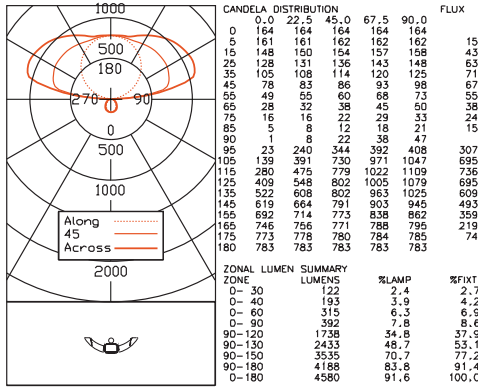 1000
500
180
270
90
0
500
1000
Along
45
Across
2000
CANDELA DISTRIBUTION FLUX
0.0 22.5 45.0 67.5 90.0
0 164 164 164 164 164
5 161 161 162 162 162 15
15 148 150 154 157 158 43
25 128 131 136 143 148 63
35 105 108 114 120 125 71
45 78 83 86 93 98 67
55 49 55 60 68 73 55
65 28 32 38 45 50 38
75 16 16 22 29 33 24
85 5 8 12 18 21 15
90 1 8 22 38 47
95 23 240 344 392 408 307
105 139 391 730 971 1047 695
115 280 475 779 1022 1109 736
125 409 548 802 1005 1079 695
135 522 608 802 963 1025 609
145 619 664 791 903 945 493
155 692 714 773 838 862 359
165 746 756 771 788 795 219
175 773 778 780 784 785 74
180 783 783 783 783 783
ZONAL LUMEN SUMMARY
ZONE LUMENS %LAMP %FIXT
0- 30 122 2.4 2.7
0- 40 193 3.9 4.2
0- 60 315 6.3 6.9
0- 90 392 7.8 8.6
90-120 1738 34.8 37.9
90-130 2433 48.7 53.1
90-150 3535 70.7 77.2
90-180 4188 83.8 91.4
0-180 4580 91.6 100.0